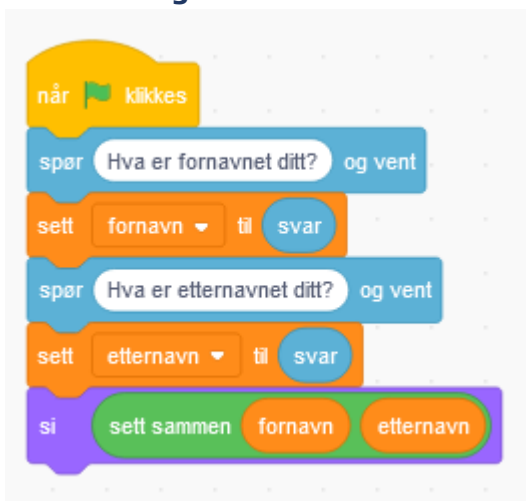 når klikkes
spør Hva er fornavnet ditt? og vent
sett fornavn til svar
spør Hva er etternavnet ditt? og vent
sett etternavn til svar
si sett sammen fornavn etternavn